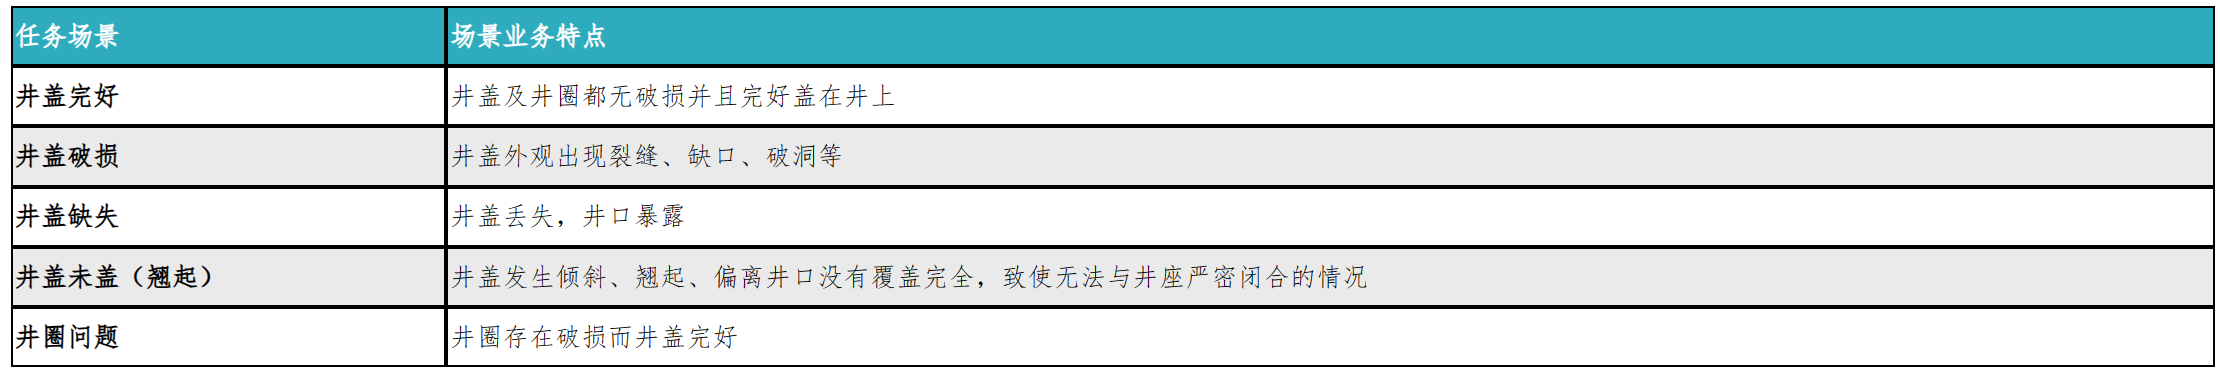 任务场景 场景业务特点
井盖完好 井盖及井圈都无破损并且完好盖在井上
井盖破损 井盖外观出现裂缝、缺口、破洞等
井盖缺失 井盖丢失，井口暴露
井盖未盖（翘起） 井盖发生倾斜、翘起、偏离井口没有覆盖完全，致使无法与井座严密闭合的情况
井圈问题 井圈存在破损而井盖完好